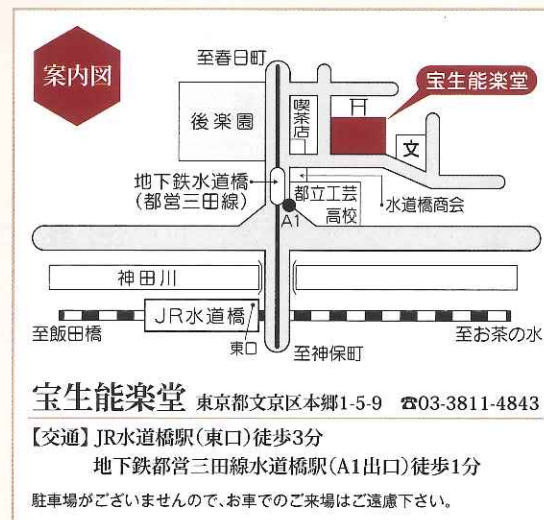 案内図
至春日町
宝生能楽堂
後楽園
喫茶店
文
地下鉄水道橋
(都営三田線)
都立工芸
高校
水道橋商会
A1
神田川
JR水道橋
至飯田橋
東口
至神保町
至お茶の水
宝生能楽堂 東京都文京区本郷1-5-9 ☎03-3811-4843
【交通】JR水道橋駅(東口)徒歩3分
地下鉄都営三田線水道橋駅(A1出口)徒歩1分
駐車場がございませんので、お車でのご来場はご遠慮下さい。